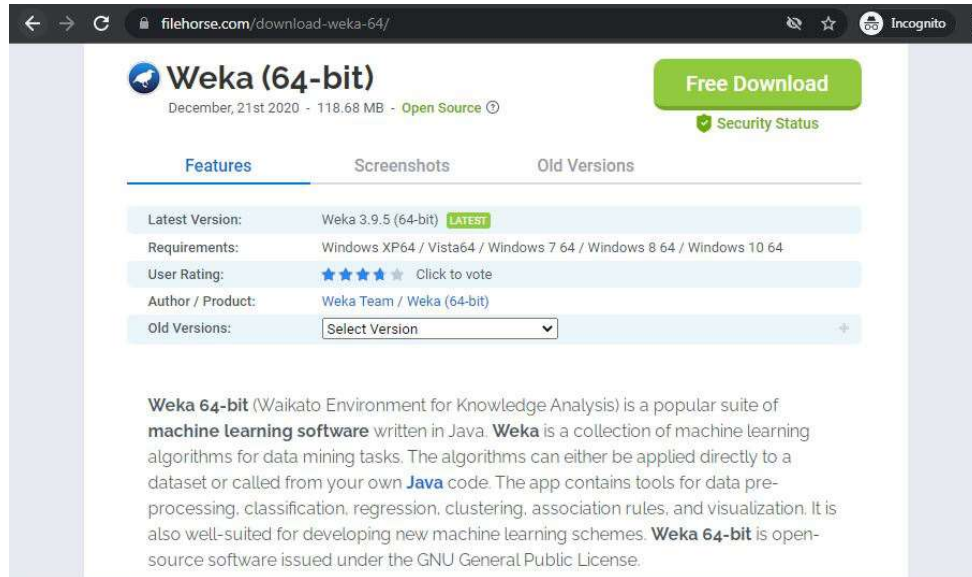 filehorse.com/download-weka-64/
Incognito
Weka (64-bit)
Free Download
December, 21st 2020 - 118.68 MB - Open Source
Security Status
Features Screenshots Old Versions
Latest Version: Weka 3.9.5 (64-bit) LATEST
Requirements: Windows XP64 / Vista64 / Windows 7 64 / Windows 8 64 / Windows 10 64
User Rating: Click to vote
Author / Product: Weka Team / Weka (64-bit)
Old Versions: Select Version
Weka 64-bit (Waikato Environment for Knowledge Analysis) is a popular suite of
machine learning software written in Java. Weka is a collection of machine learning
algorithms for data mining tasks. The algorithms can either be applied directly to a
dataset or called from your own Java code. The app contains tools for data pre-
processing, classification, regression, clustering, association rules, and visualization. It is
also well-suited for developing new machine learning schemes. Weka 64-bit is open-
source software issued under the GNU General Public License.